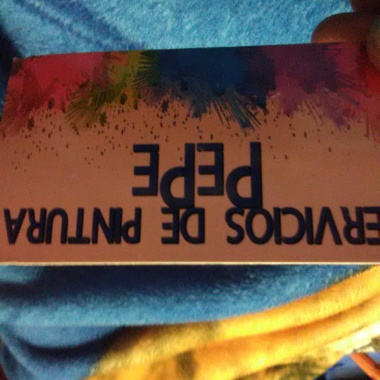 ERVICIOS DE PINTURA
PEPE